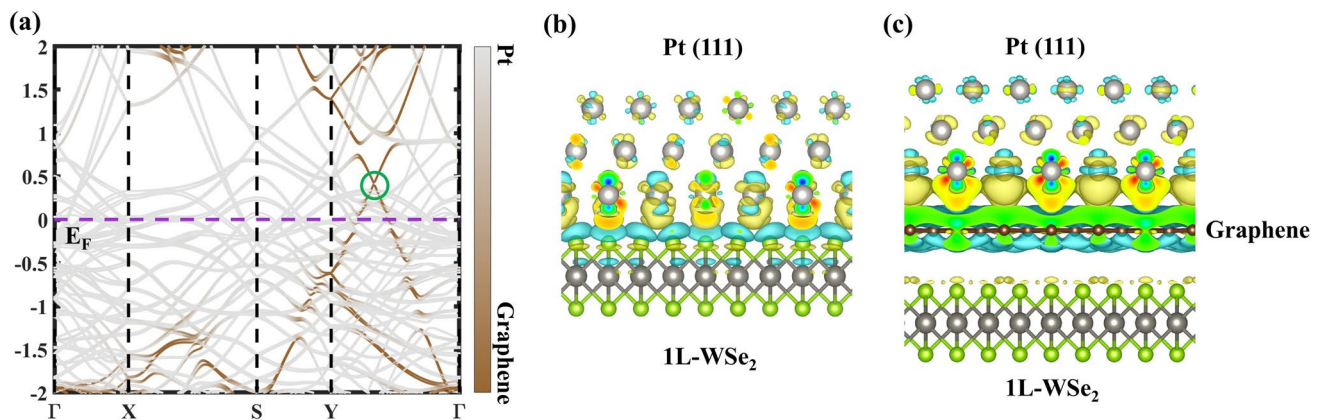 (a)
2
1.5
1
0.5
0
E_F
-0.5
-1
-1.5
-2
Γ X S Y Γ
Pt
Graphene
(b)
Pt (111)
1L-WSe₂
(c)
Pt (111)
Graphene
1L-WSe₂